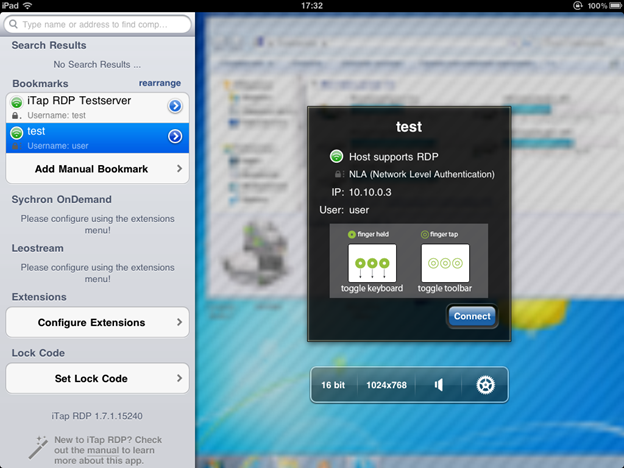 iPad
17:32
100%
Type name or address to find comp...
Search Results
No Search Results ...
Bookmarks
rearrange
iTap RDP Testserver
Username: test
test
Username: user
Add Manual Bookmark
Sychron OnDemand
Please configure using the extensions
menu!
Leostream
Please configure using the extensions
menu!
Extensions
Configure Extensions
Lock Code
Set Lock Code
iTap RDP 1.7.1.15240
New to iTap RDP? Check
out the manual to learn
more about this app.
test
Host supports RDP
NLA (Network Level Authentication)
IP: 10.10.0.3
User: user
finger held
finger tap
toggle keyboard
toggle toolbar
Connect
16 bit
1024x768